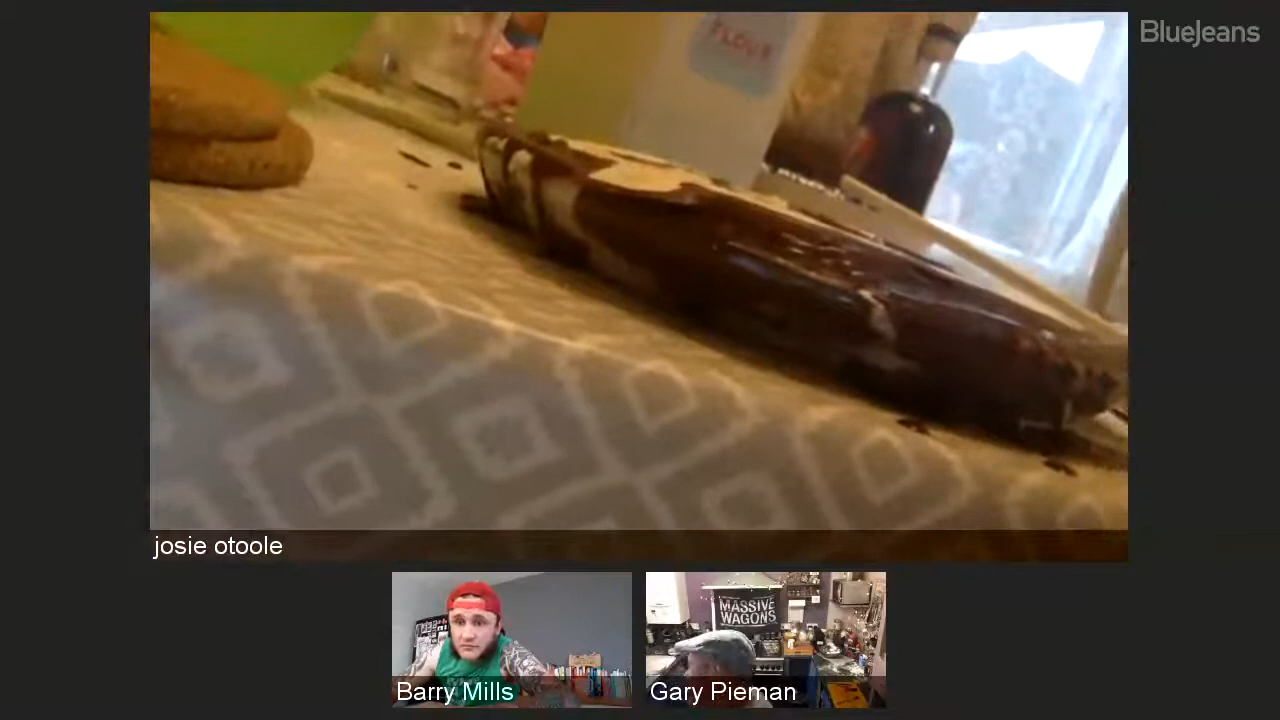 BlueJeans
FLOUR
josie otoole
MASSIVE
WAGONS
Barry Mills
Gary Pieman